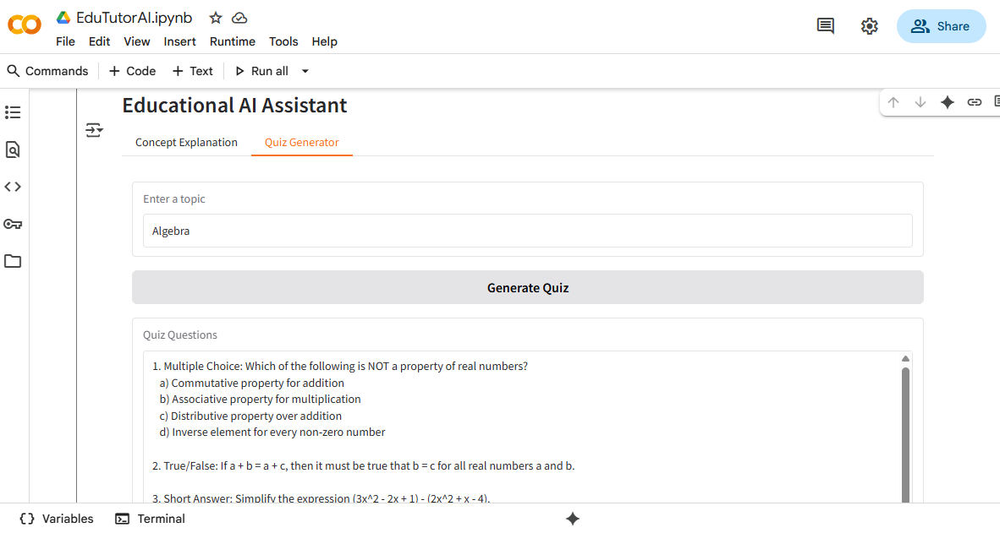 EduTutorAI.ipynb
File Edit View Insert Runtime Tools Help
Share
Commands + Code + Text Run all
Educational AI Assistant
Concept Explanation Quiz Generator
Enter a topic
Algebra
Generate Quiz
Quiz Questions
1. Multiple Choice: Which of the following is NOT a property of real numbers?
a) Commutative property for addition
b) Associative property for multiplication
c) Distributive property over addition
d) Inverse element for every non-zero number
2. True/False: If a + b = a + c, then it must be true that b = c for all real numbers a and b.
3. Short Answer: Simplify the expression (3x^2 - 2x + 1) - (2x^2 + x - 4).
Variables Terminal